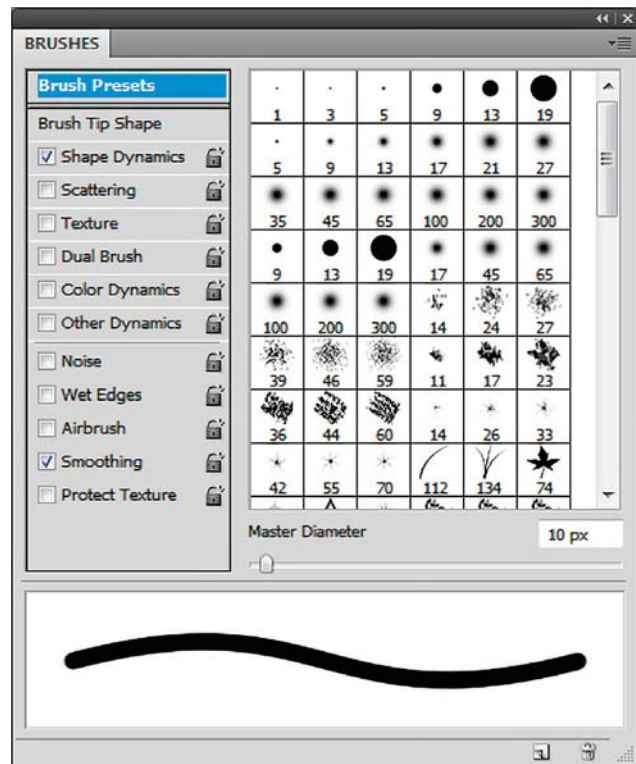 BRUSHES
Brush Presets
Brush Tip Shape
Shape Dynamics
Scattering
Texture
Dual Brush
Color Dynamics
Other Dynamics
Noise
Wet Edges
Airbrush
Smoothing
Protect Texture
1 3 5 9 13 19
5 9 13 17 21 27
35 45 65 100 200 300
9 13 19 17 45 65
100 200 300 14 24 27
39 46 59 11 17 23
36 44 60 14 26 33
42 55 70 112 134 74
Master Diameter 10 px